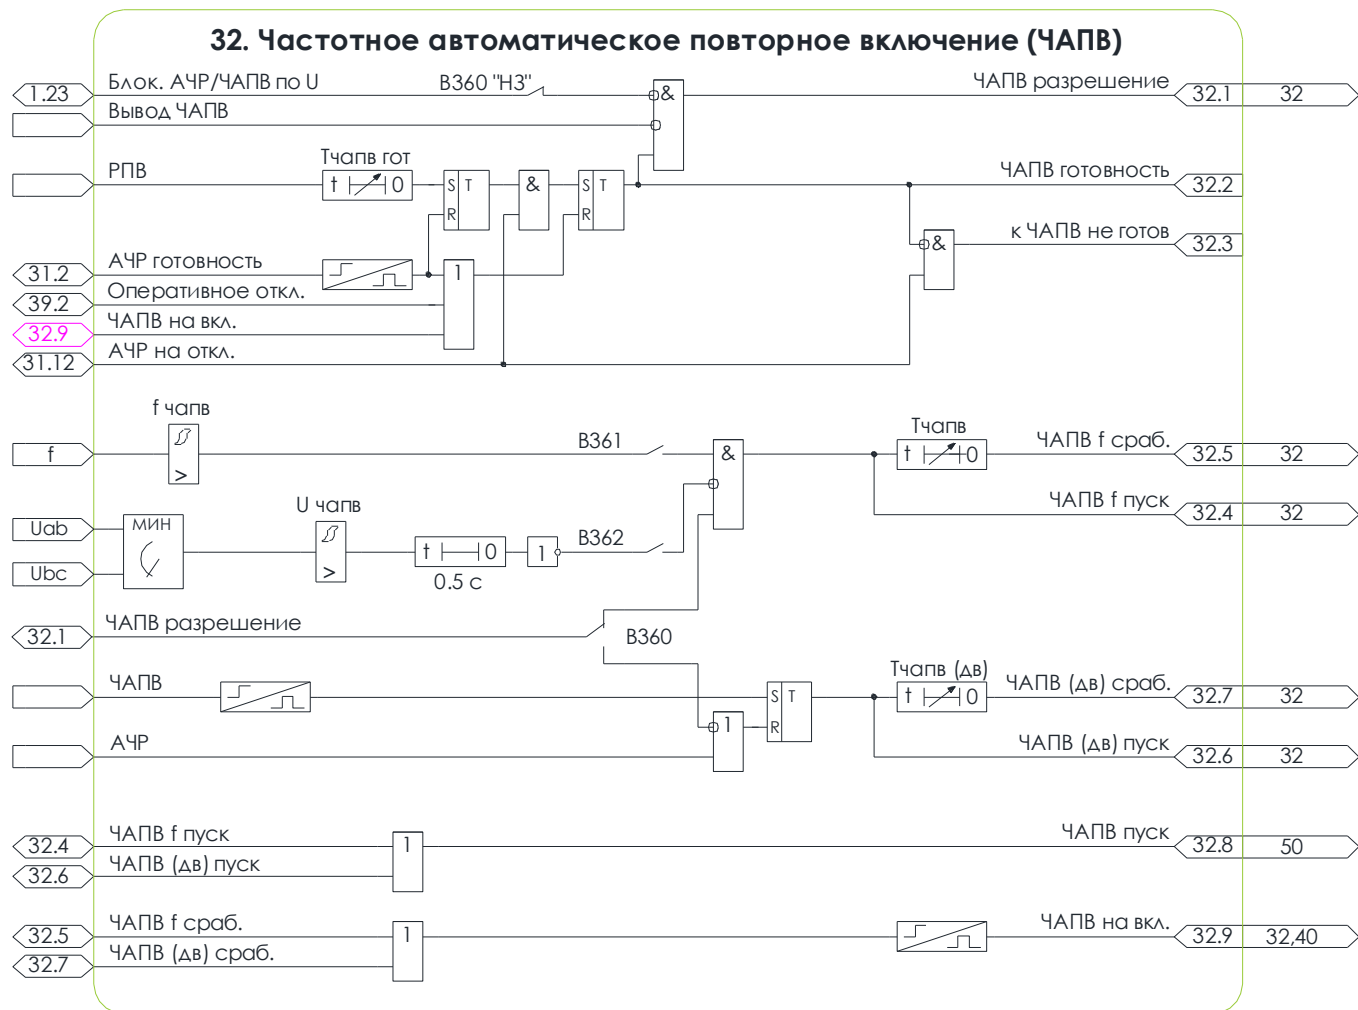 32. Частотное автоматическое повторное включение (ЧАПВ)
1.23 Блок. АЧР/ЧАПВ по U В360 "НЗ" & ЧАПВ разрешение 32.1 32
Вывод ЧАПВ
РПВ Тчапв гот t 0 S T R & S T R ЧАПВ готовность 32.2
& к ЧАПВ не готов 32.3
31.2 АЧР готовность 1
39.2 Оперативное откл.
32.9 ЧАПВ на вкл.
31.12 АЧР на откл.
f f чапв > В361 & Тчапв t 0 ЧАПВ f сраб. 32.5 32
ЧАПВ f пуск 32.4 32
Uab МИН U чапв > t 0 0.5 с 1 В362
Ubc
32.1 ЧАПВ разрешение В360
ЧАПВ S T R Тчапв (дв) t 0 ЧАПВ (дв) сраб. 32.7 32
АЧР 1 ЧАПВ (дв) пуск 32.6 32
32.4 ЧАПВ f пуск 1 ЧАПВ пуск 32.8 50
32.6 ЧАПВ (дв) пуск
32.5 ЧАПВ f сраб. 1 ЧАПВ на вкл. 32.9 32,40
32.7 ЧАПВ (дв) сраб.